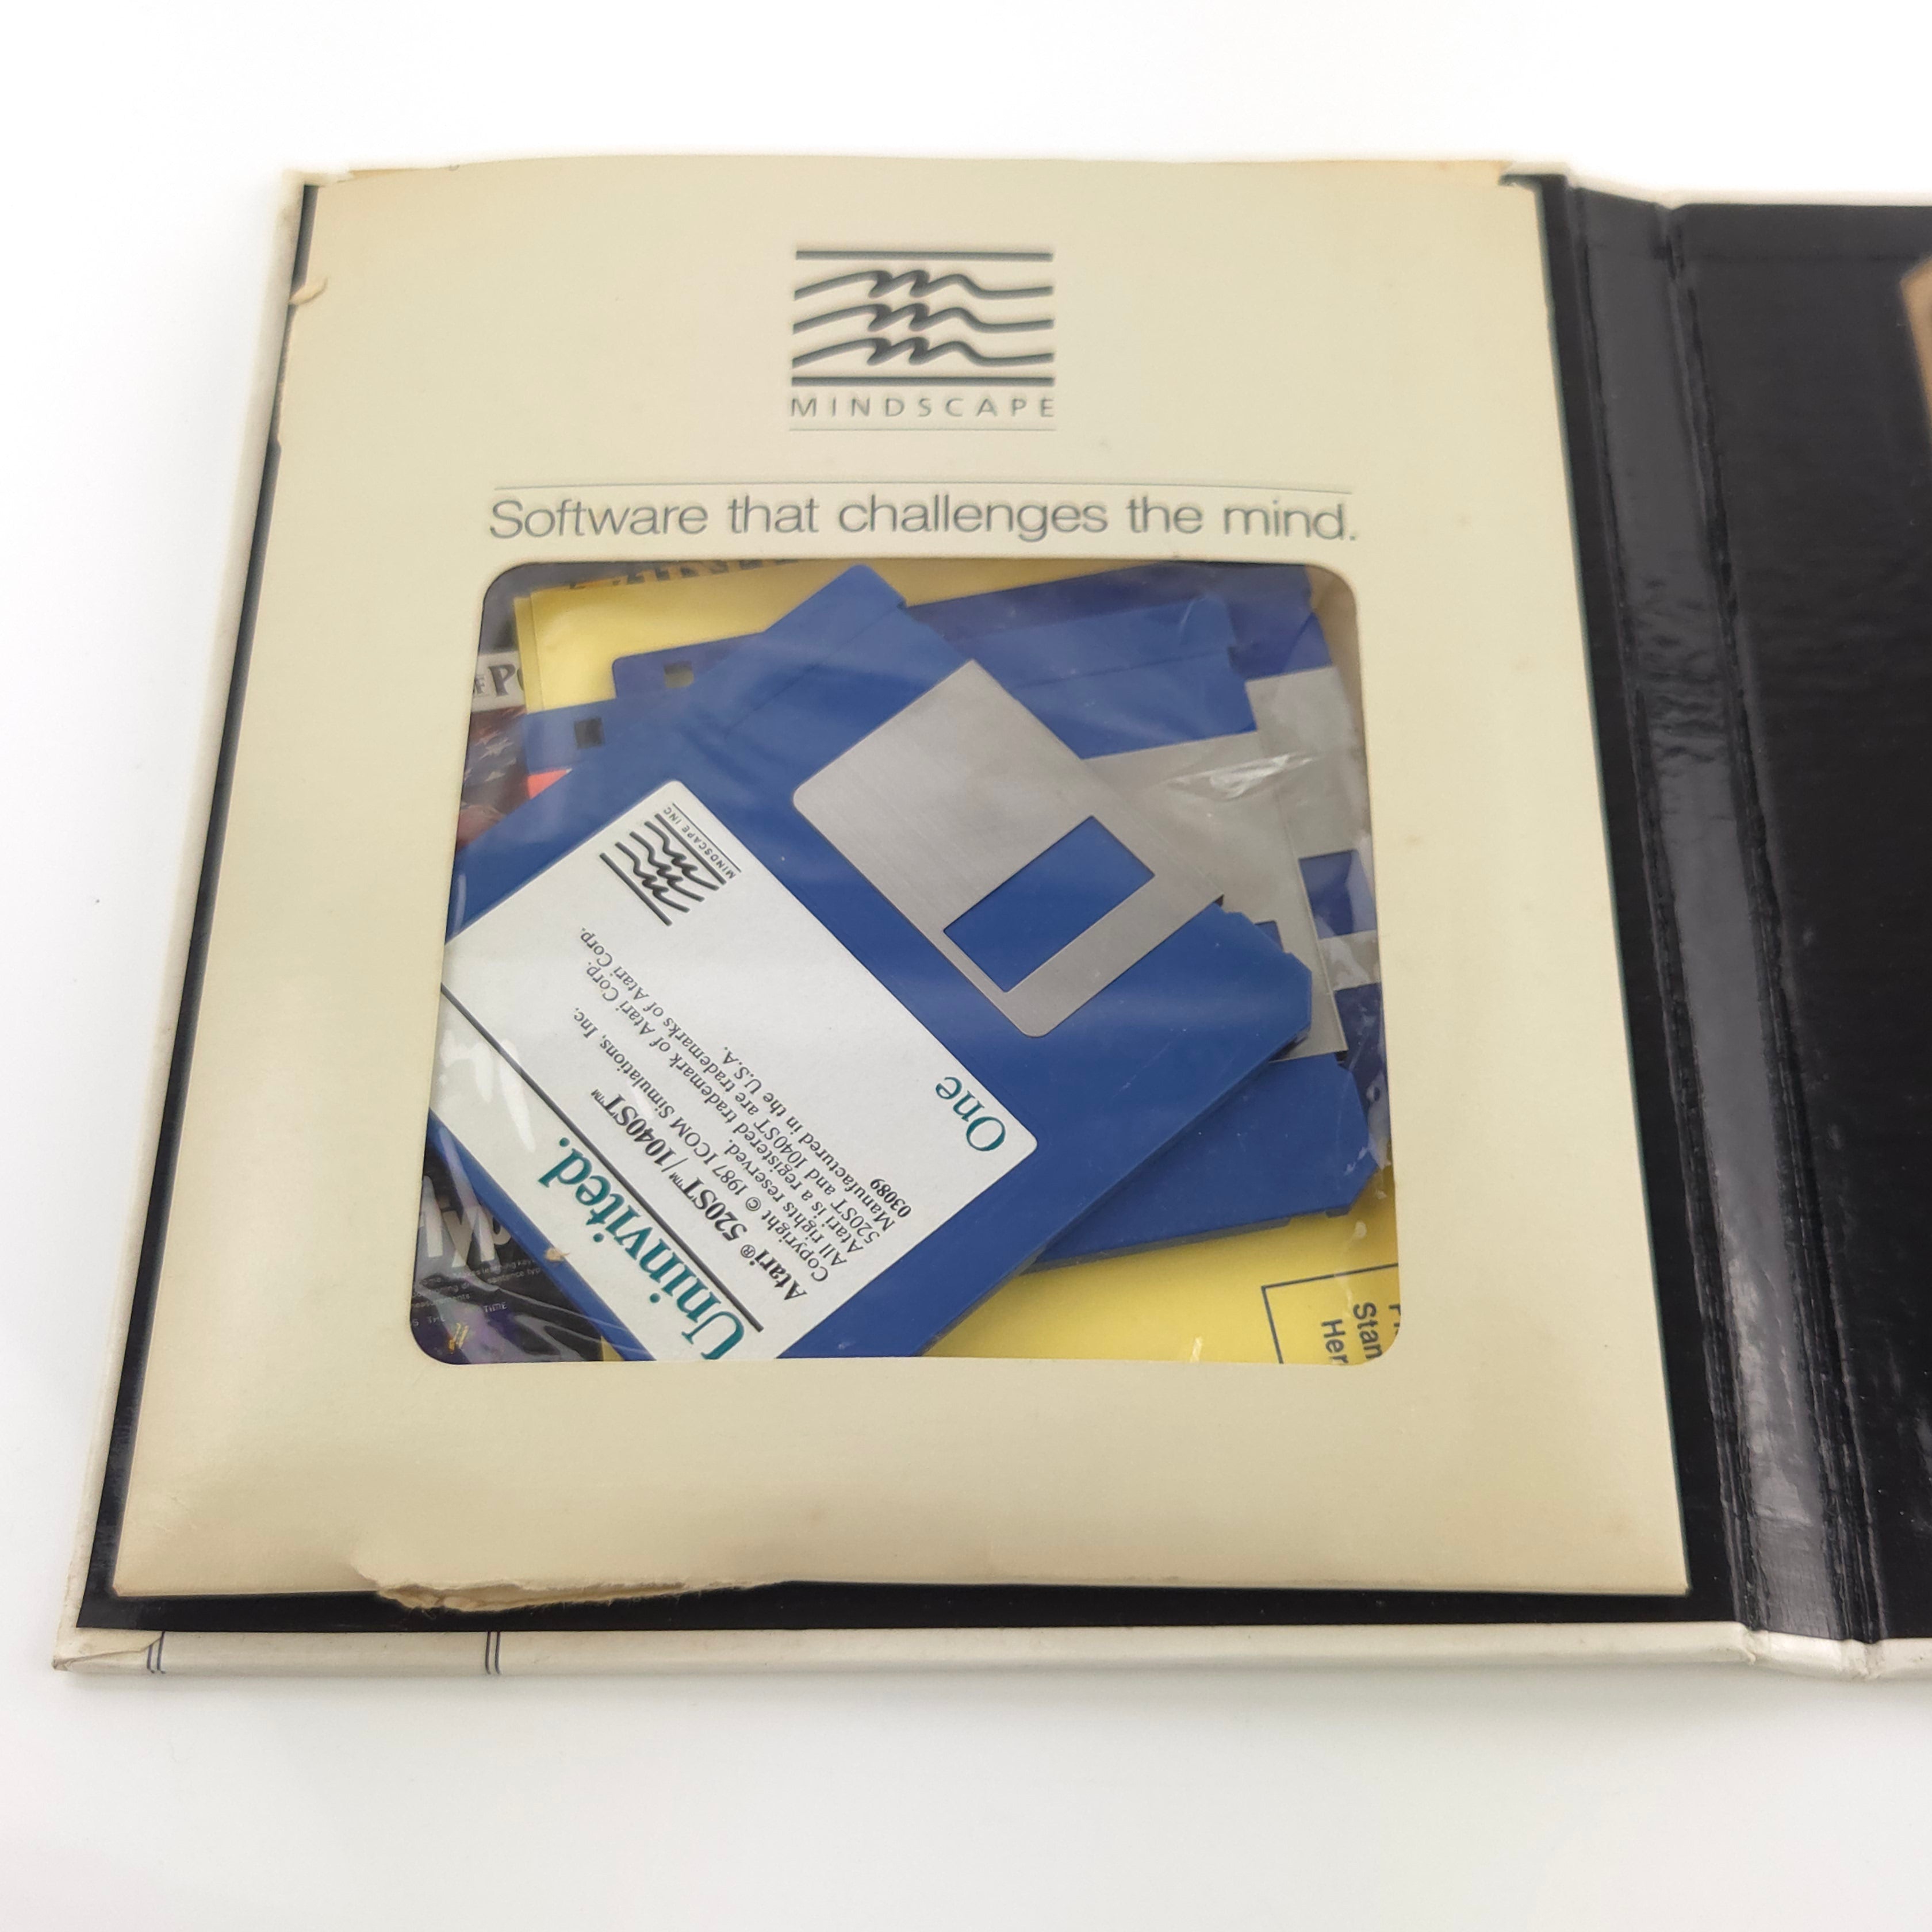 MINDSCAPE
Software that challenges the mind.
MINDSCAPE INC
Uninvited.
Atari® 520ST™/1040ST™
Copyright © 1987 ICOM Simulations, Inc.
All rights reserved.
Atari is a registered trademark of Atari Corp.
520ST and 1040ST are trademarks of Atari Corp.
Manufactured in the U.S.A.
03089
One
Stan
Her